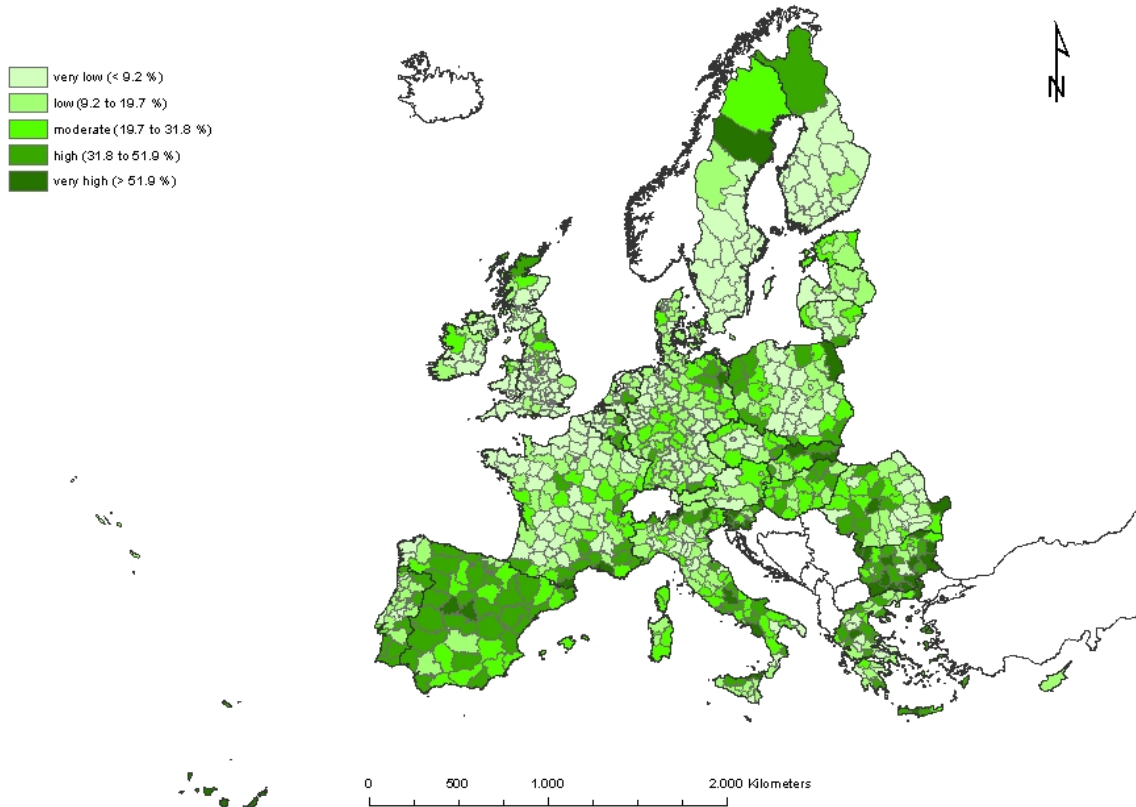 very low (< 9.2 %)
low (9.2 to 19.7 %)
moderate (19.7 to 31.8 %)
high (31.8 to 51.9 %)
very high (> 51.9 %)
N
0 500 1.000 2.000 Kilometers